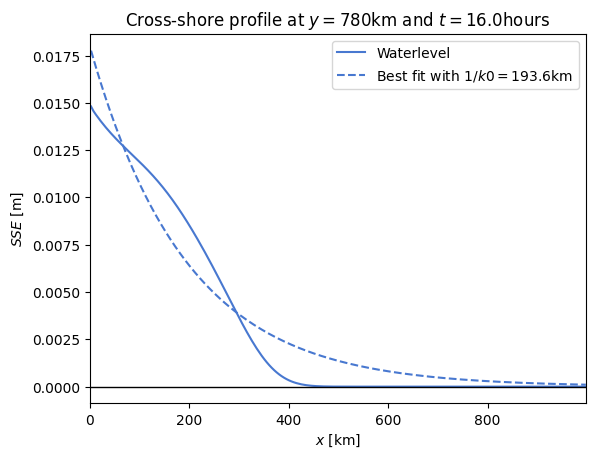 Cross-shore profile at y = 780km and t = 16.0hours
Waterlevel
Best fit with 1/k0 = 193.6km
SSE [m]
0.0175
0.0150
0.0125
0.0100
0.0075
0.0050
0.0025
0.0000
0 200 400 600 800
x [km]